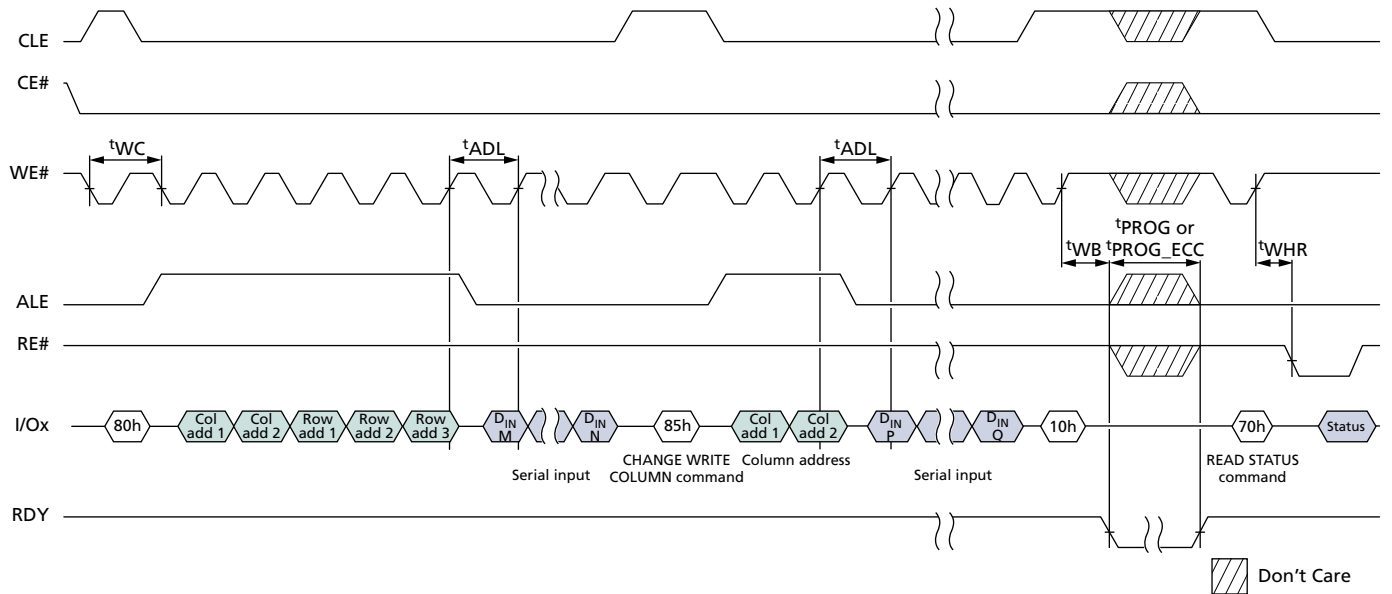 CLE
CE#
tWC
tADL
tADL
WE#
tPROG or
tWB tPROG_ECC tWHR
ALE
RE#
I/Ox
80h
Col add 1
Col add 2
Row add 1
Row add 2
Row add 3
DIN M
DIN N
85h
Col add 1
Col add 2
DIN P
DIN Q
10h
70h
Status
Serial input
CHANGE WRITE
COLUMN command
Column address
Serial input
READ STATUS
command
RDY
Don't Care